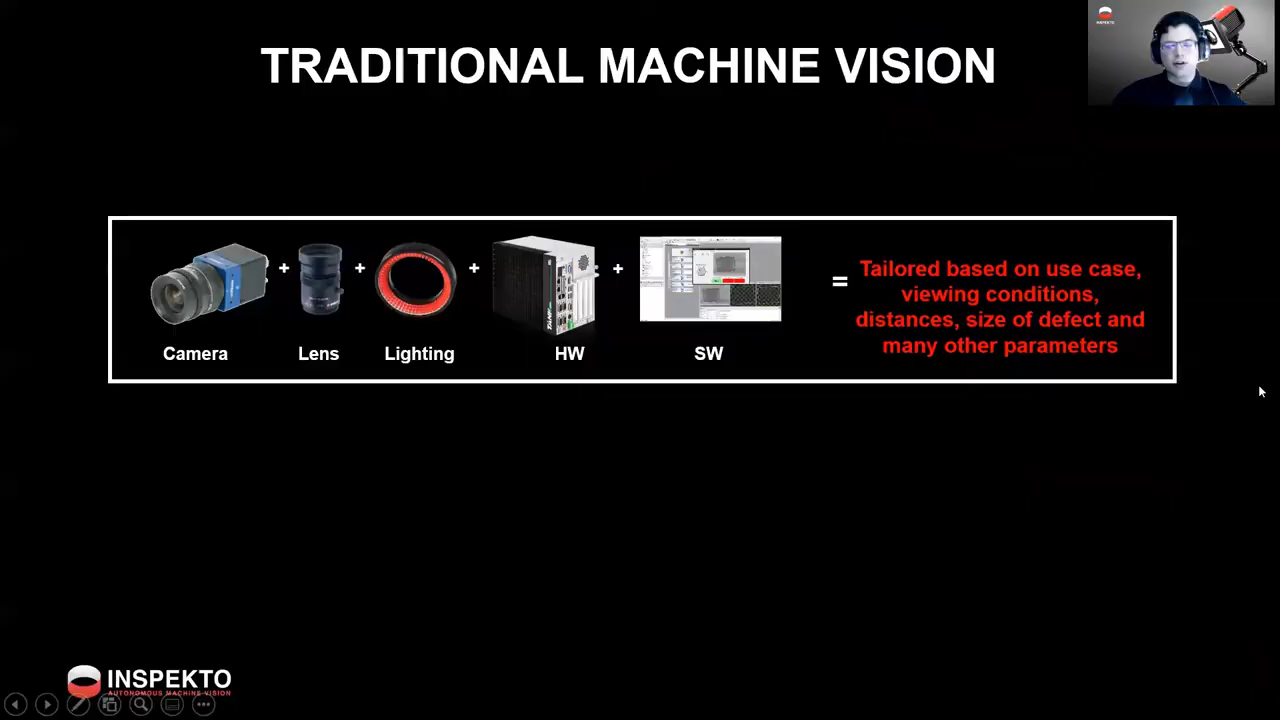 TRADITIONAL MACHINE VISION
INSPEKTO
+ + + + =
Camera Lens Lighting HW SW
Tailored based on use case,
viewing conditions,
distances, size of defect and
many other parameters
INSPEKTO
AUTONOMOUS MACHINE VISION